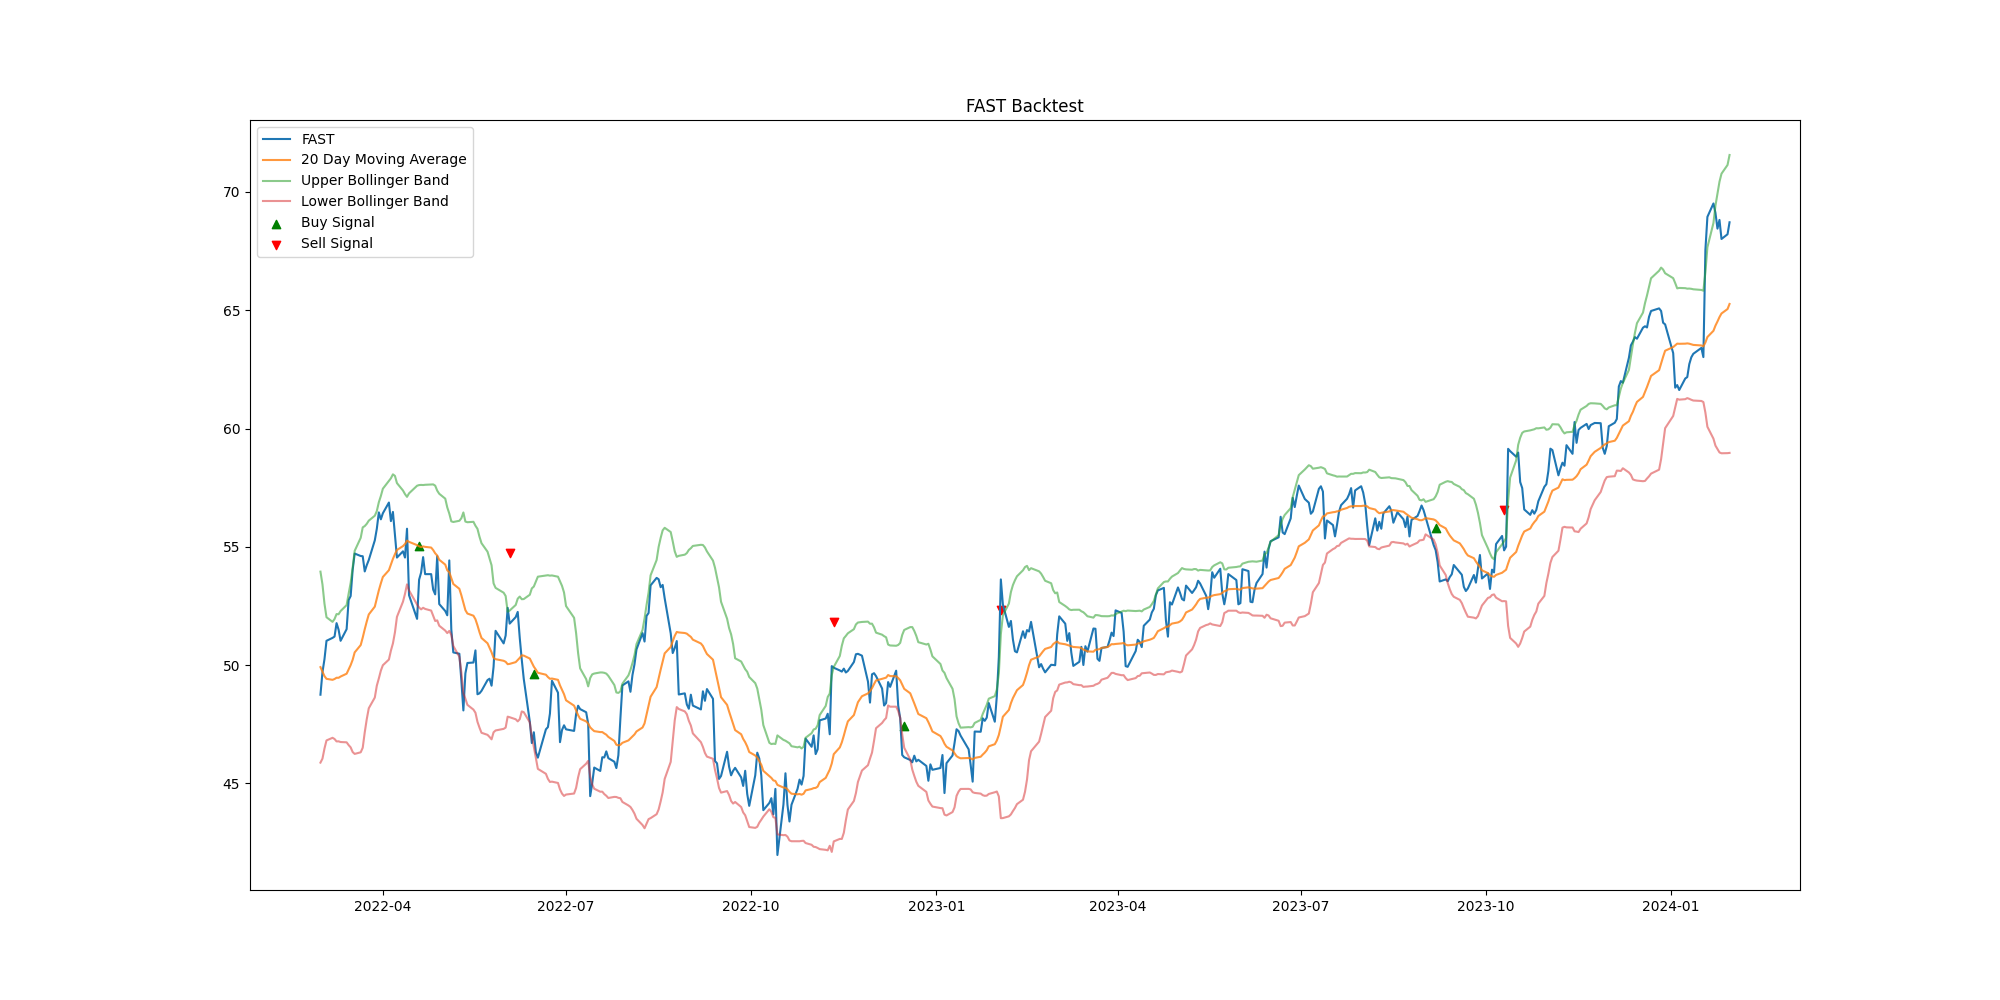 FAST Backtest
FAST
20 Day Moving Average
Upper Bollinger Band
Lower Bollinger Band
Buy Signal
Sell Signal
70
65
60
55
50
45
2022-04
2022-07
2022-10
2023-01
2023-04
2023-07
2023-10
2024-01